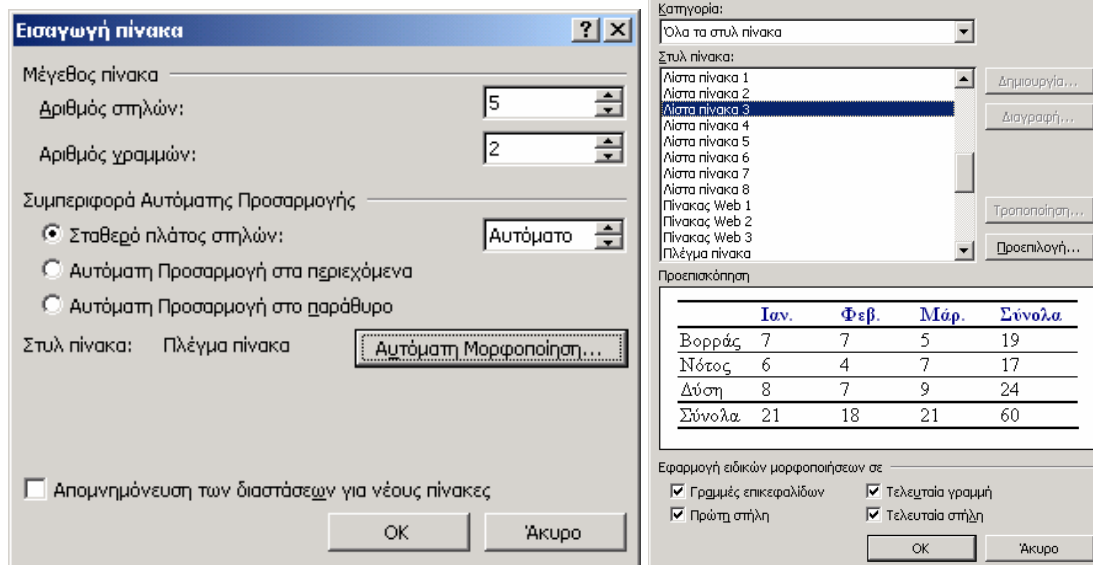 Εισαγωγή πίνακα
Μέγεθος πίνακα
Αριθμός στηλών: 5
Αριθμός γραμμών: 2
Συμπεριφορά Αυτόματης Προσαρμογής
Σταθερό πλάτος στηλών: Αυτόματο
Αυτόματη Προσαρμογή στα περιεχόμενα
Αυτόματη Προσαρμογή στο παράθυρο
Στυλ πίνακα: Πλέγμα πίνακα Αυτόματη Μορφοποίηση...
Απομνημόνευση των διαστάσεων για νέους πίνακες
OK Άκυρο
Κατηγορία:
Όλα τα στυλ πίνακα
Στυλ πίνακα:
Λίστα πίνακα 1
Λίστα πίνακα 2
Λίστα πίνακα 3
Λίστα πίνακα 4
Λίστα πίνακα 5
Λίστα πίνακα 6
Λίστα πίνακα 7
Λίστα πίνακα 8
Πίνακας Web 1
Πίνακας Web 2
Πίνακας Web 3
Πλέγμα πίνακα
Δημιουργία...
Διαγραφή...
Τροποποίηση...
Προεπιλογή...
Προεπισκόπηση
Ιαν. Φεβ. Μάρ. Σύνολα
Βορράς 7 7 5 19
Νότος 6 4 7 17
Δύση 8 7 9 24
Σύνολα 21 18 21 60
Εφαρμογή ειδικών μορφοποιήσεων σε
Γραμμές επικεφαλίδων Τελευταία γραμμή
Πρώτη στήλη Τελευταία στήλη
OK Άκυρο